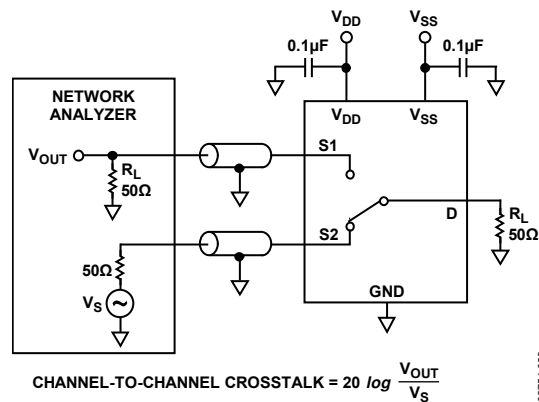 VDD
VSS
0.1µF
0.1µF
NETWORK
ANALYZER
VDD
VSS
VOUT
RL
50Ω
S1
S2
D
RL
50Ω
50Ω
VS
GND
CHANNEL-TO-CHANNEL CROSSTALK = 20 log VOUT
VS